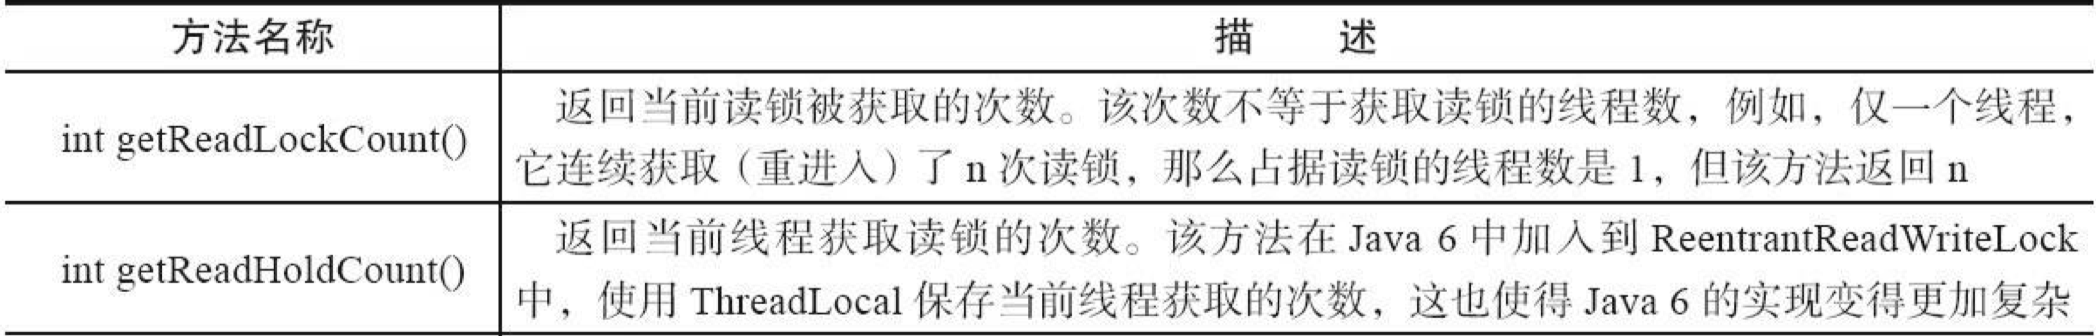 方法名称 描 述
int getReadLockCount()
返回当前读锁被获取的次数。该次数不等于获取读锁的线程数，例如，仅一个线程，
它连续获取（重进入）了 n 次读锁，那么占据读锁的线程数是 1，但该方法返回 n
int getReadHoldCount()
返回当前线程获取读锁的次数。该方法在 Java 6 中加入到 ReentrantReadWriteLock
中，使用 ThreadLocal 保存当前线程获取的次数，这也使得 Java 6 的实现变得更加复杂